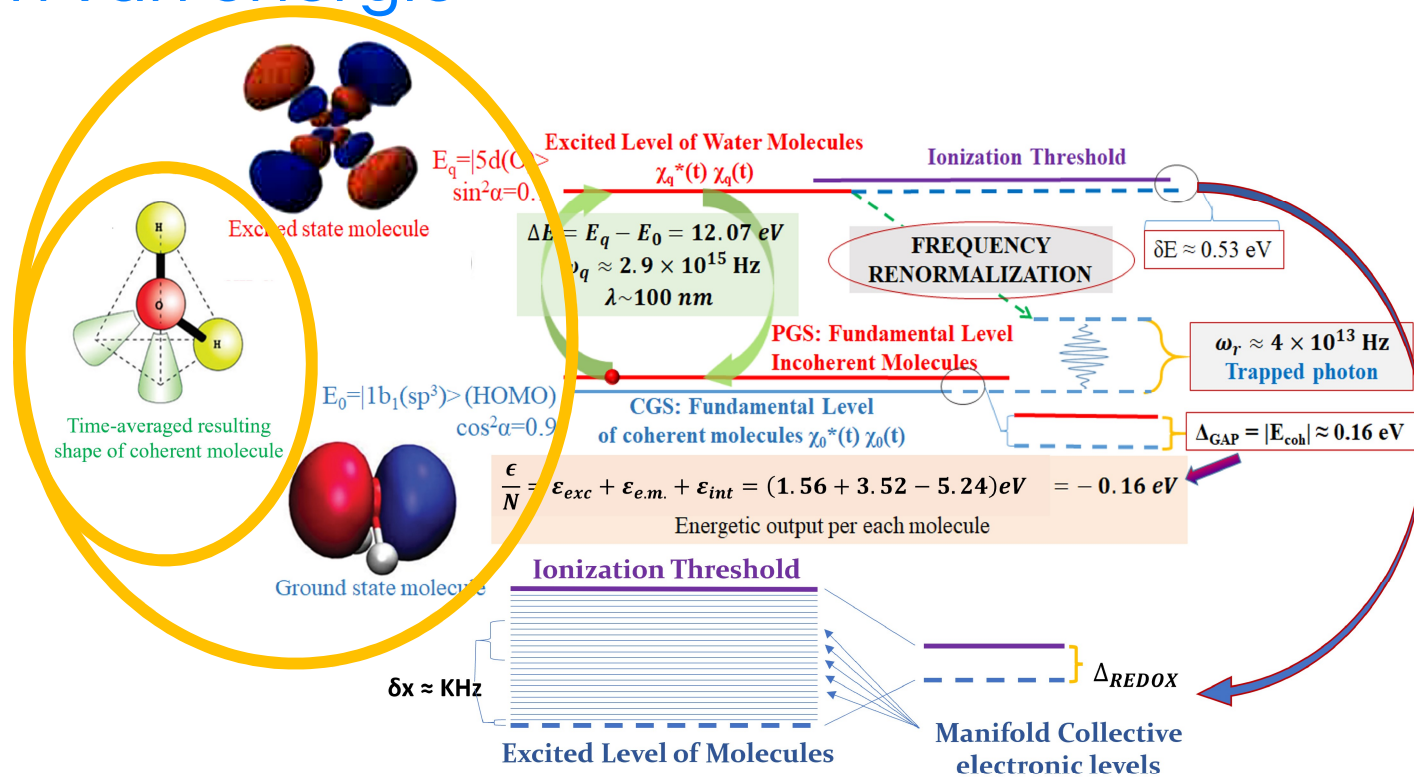 n van energie
Excited Level of Water Molecules
χq*(t) χq(t)
Ionization Threshold
Eq=|5d(O)>
sin²α=0.
Excited state molecule
ΔE = Eq − E0 = 12.07 eV
ωq ≈ 2.9 × 10¹⁵ Hz
λ~100 nm
FREQUENCY
RENORMALIZATION
δE ≈ 0.53 eV
H
O
H
Time-averaged resulting
shape of coherent molecule
PGS: Fundamental Level
Incoherent Molecules
ωr ≈ 4 × 10¹³ Hz
Trapped photon
E0=|1b1(sp³)> (HOMO)
cos²α=0.9
CGS: Fundamental Level
of coherent molecules χ0*(t) χ0(t)
ΔGAP = |Ecoh| ≈ 0.16 eV
ϵ/N = εexc + εe.m. + εint = (1.56 + 3.52 − 5.24)eV = − 0.16 eV
Energetic output per each molecule
Ground state molecule
Ionization Threshold
δx ≈ KHz
ΔREDOX
Excited Level of Molecules
Manifold Collective
electronic levels